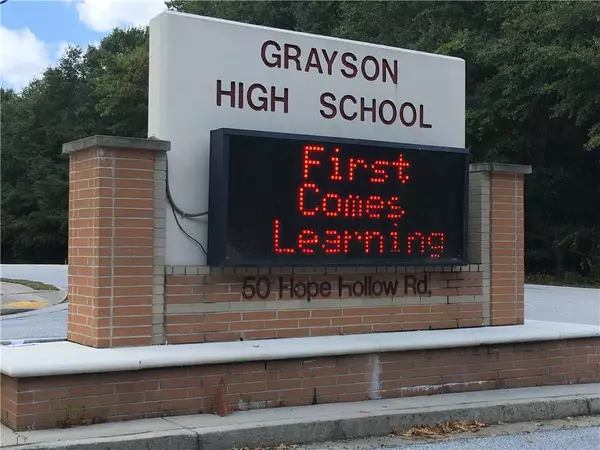 GRAYSON
HIGH SCHOOL
First
Comes
Learning
50 Hope hollow Rd,